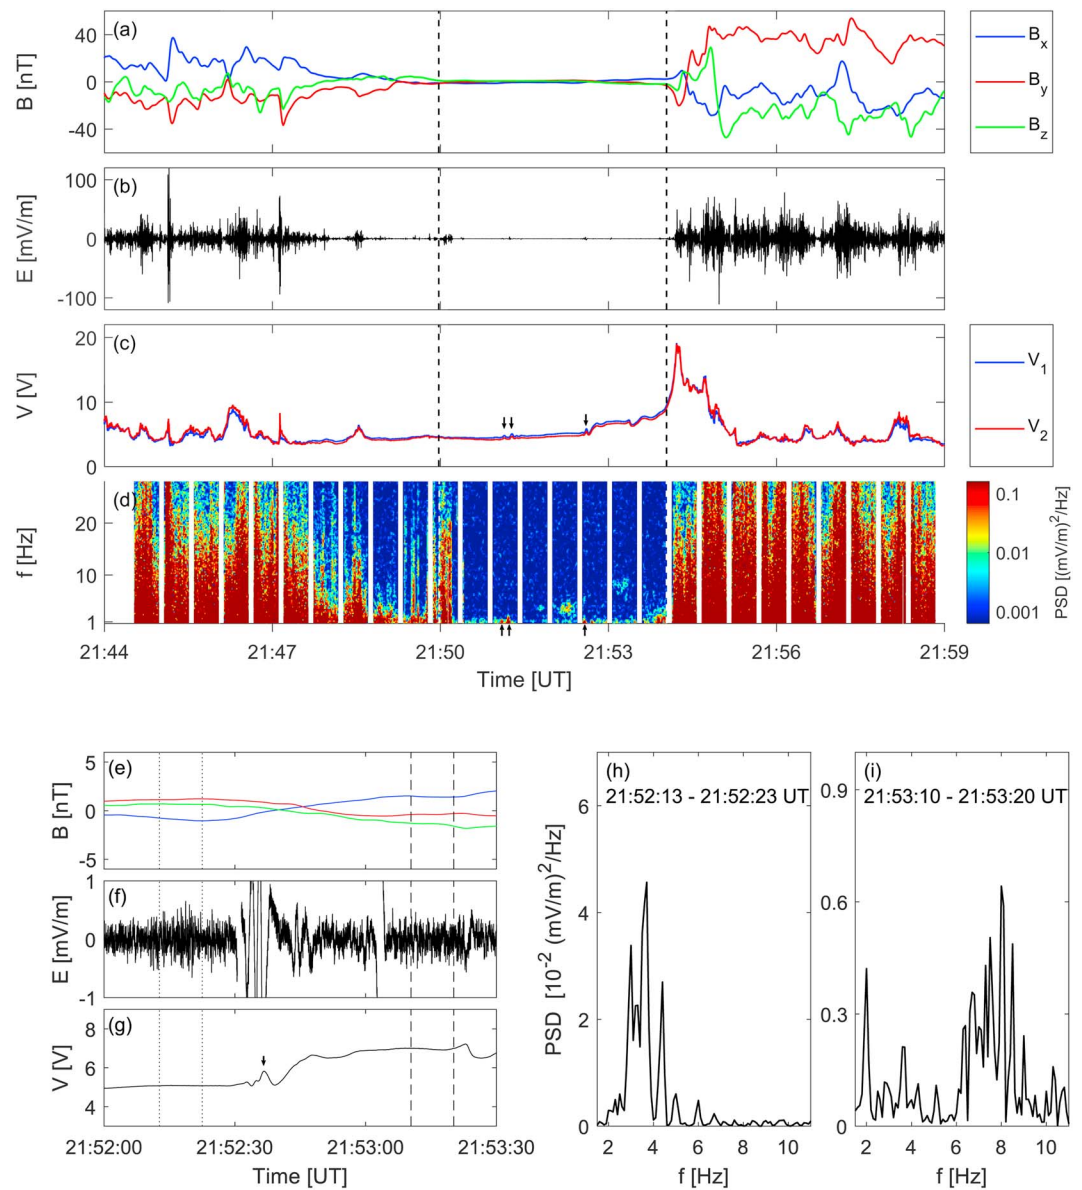 (a)
B [nT]
40
0
-40
Bx
By
Bz
(b)
E [mV/m]
100
0
-100
(c)
V [V]
20
10
0
V1
V2
(d)
f [Hz]
20
10
1
0.1
0.01
0.001
PSD [(mV/m)²/Hz]
21:44 21:47 21:50 21:53 21:56 21:59
Time [UT]
(e)
B [nT]
5
0
-5
(f)
E [mV/m]
1
0
-1
(g)
V [V]
8
6
4
21:52:00 21:52:30 21:53:00 21:53:30
Time [UT]
(h)
21:52:13 - 21:52:23 UT
PSD [10⁻² (mV/m)²/Hz]
6
4
2
0
2 4 6 8 10
f [Hz]
(i)
21:53:10 - 21:53:20 UT
0.9
0.6
0.3
0
2 4 6 8 10
f [Hz]